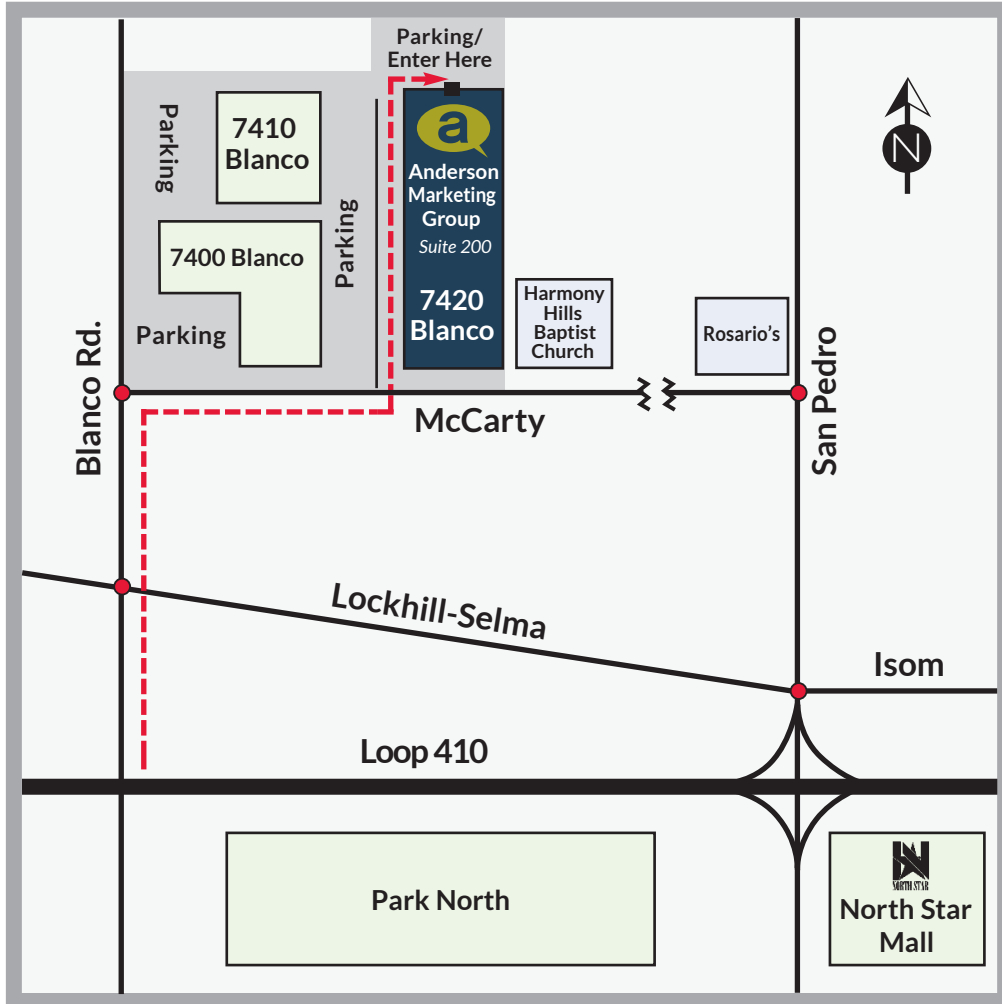 Parking/
Enter Here
Parking
7410
Blanco
a
Anderson
Marketing
Group
Suite 200
N
Parking
7400 Blanco
7420
Blanco
Harmony
Hills
Baptist
Church
Parking
Rosario's
Blanco Rd.
McCarty
San Pedro
Lockhill-Selma
Isom
Loop 410
Park North
N
NORTH STAR
North Star
Mall